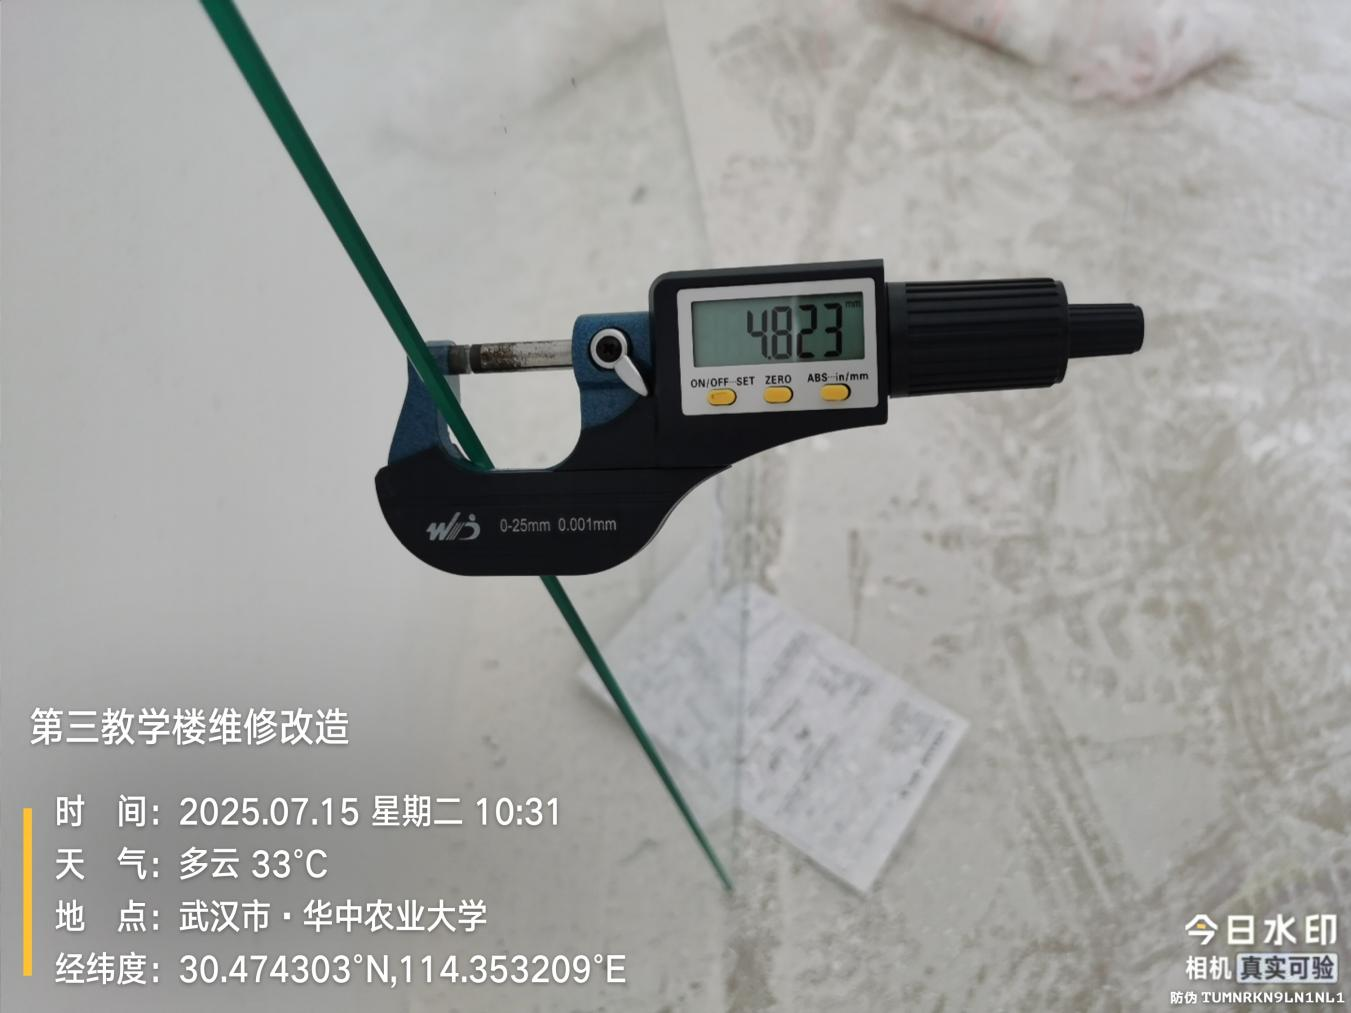 4.823 mm
ON/OFF···SET ZERO ABS···in/mm
0-25mm 0.001mm
第三教学楼维修改造
时 间：2025.07.15 星期二 10:31
天 气：多云 33°C
地 点：武汉市·华中农业大学
经纬度：30.474303°N,114.353209°E
今日水印
相机 真实可验
防伪 TUMNRKN9LN1NL1